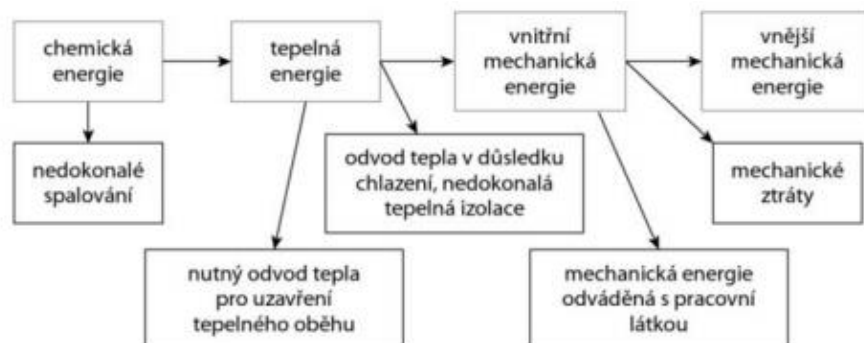 chemická
energie
tepelná
energie
vnitřní
mechanická
energie
vnější
mechanická
energie
nedokonalé
spalování
odvod tepla v důsledku
chlazení, nedokonalá
tepelná izolace
mechanické
ztráty
nutný odvod tepla
pro uzavření
tepelného oběhu
mechanická energie
odváděná s pracovní
látkou